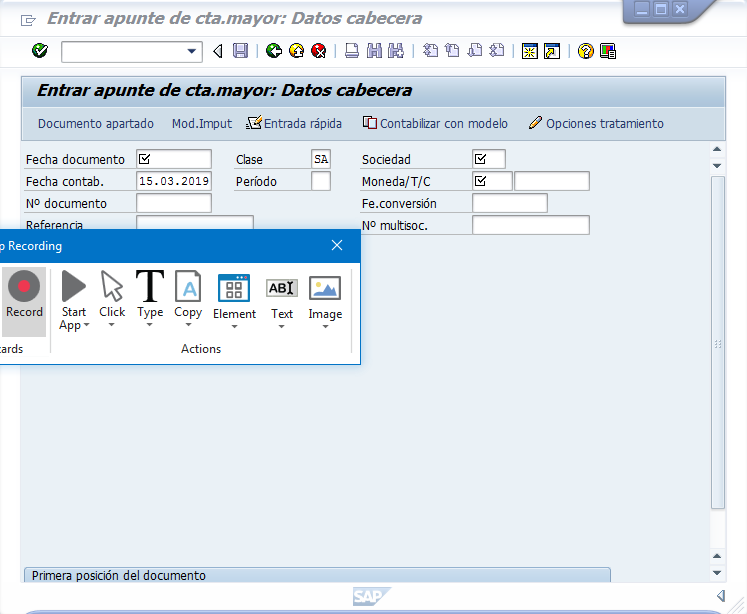 Entrar apunte de cta.mayor: Datos cabecera
Entrar apunte de cta.mayor: Datos cabecera
Documento apartado Mod.Imput Entrada rápida Contabilizar con modelo Opciones tratamiento
Fecha documento Clase SA Sociedad
Fecha contab. 15.03.2019 Período Moneda/T/C
Nº documento Fe.conversión
Referencia Nº multisoc.
p Recording
Record Start App Click Type Copy Element Text Image
ards Actions
Primera posición del documento
SAP